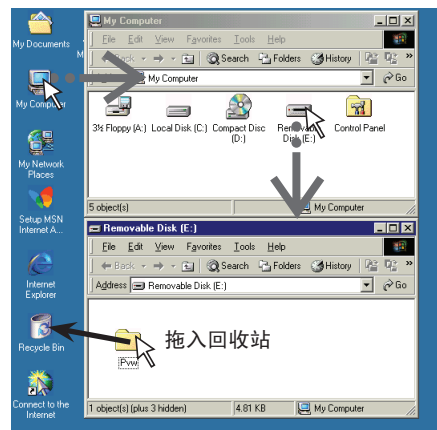 My Documents
M
My Computer
My Network
Places
Setup MSN
Internet A...
Internet
Explorer
Recycle Bin
Connect to the
Internet
My Computer
File Edit View Favorites Tools Help
Back Search Folders History »
My Computer Go
3½ Floppy (A:) Local Disk (C:) Compact Disc
(D:) Removable
Disk (E:) Control Panel
5 object(s) My Computer
Removable Disk (E:)
File Edit View Favorites Tools Help
Back Search Folders History »
Address Removable Disk (E:) Go
拖入回收站
Pvw
1 object(s) (plus 3 hidden) 4.81 KB My Computer